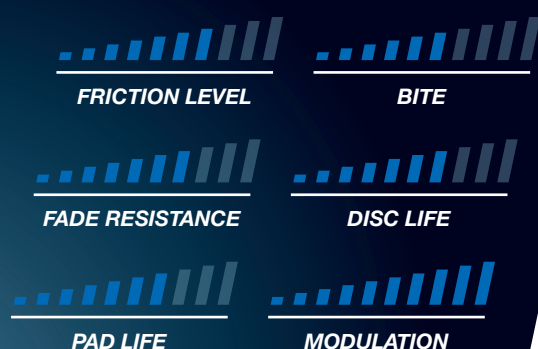 FRICTION LEVEL
BITE
FADE RESISTANCE
DISC LIFE
PAD LIFE
MODULATION